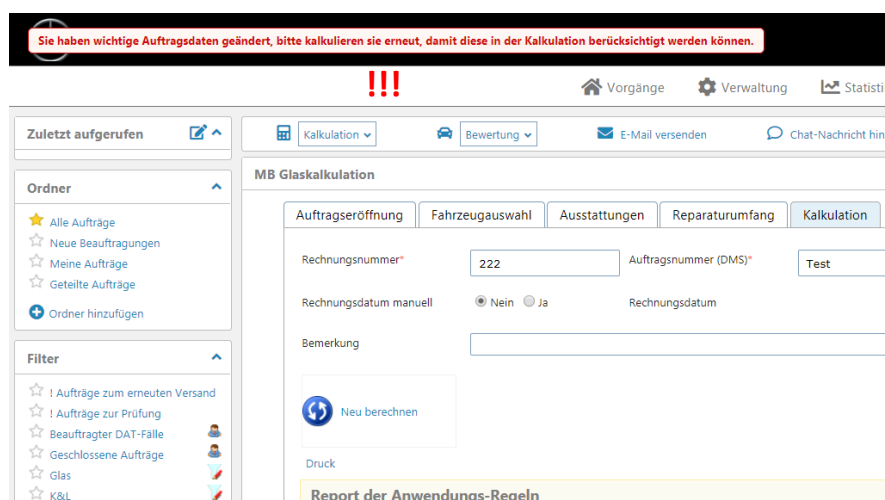 Sie haben wichtige Auftragsdaten geändert, bitte kalkulieren sie erneut, damit diese in der Kalkulation berücksichtigt werden können.
!!!
Vorgänge Verwaltung
Zuletzt aufgerufen
Kalkulation Bewertung E-Mail versenden Chat-Nachricht
Ordner
MB Glaskalkulation
Alle Aufträge
Neue Beauftragungen
Meine Aufträge
Geteilte Aufträge
Ordner hinzufügen
Auftragseröffnung Fahrzeugauswahl Ausstattungen Reparaturumfang Kalkulation
Rechnungsnummer* 222 Auftragsnummer (DMS)* Test
Rechnungsdatum manuell Nein Ja Rechnungsdatum
Bemerkung
Filter
! Aufträge zum erneuten Versand
! Aufträge zur Prüfung
Beauftragter DAT-Fälle
Geschlossene Aufträge
Glas
K&L
Neu berechnen
Druck
Report der Anwendungs-Regeln